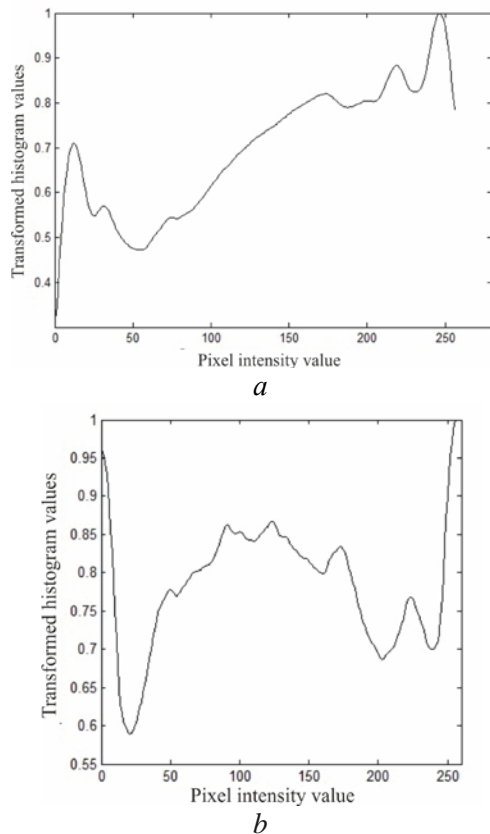 Transformed histogram values
1
0.9
0.8
0.7
0.6
0.5
0.4
0 50 100 150 200 250
Pixel intensity value
a
Transformed histogram values
1
0.95
0.9
0.85
0.8
0.75
0.7
0.65
0.6
0.55
0 50 100 150 200 250
Pixel intensity value
b